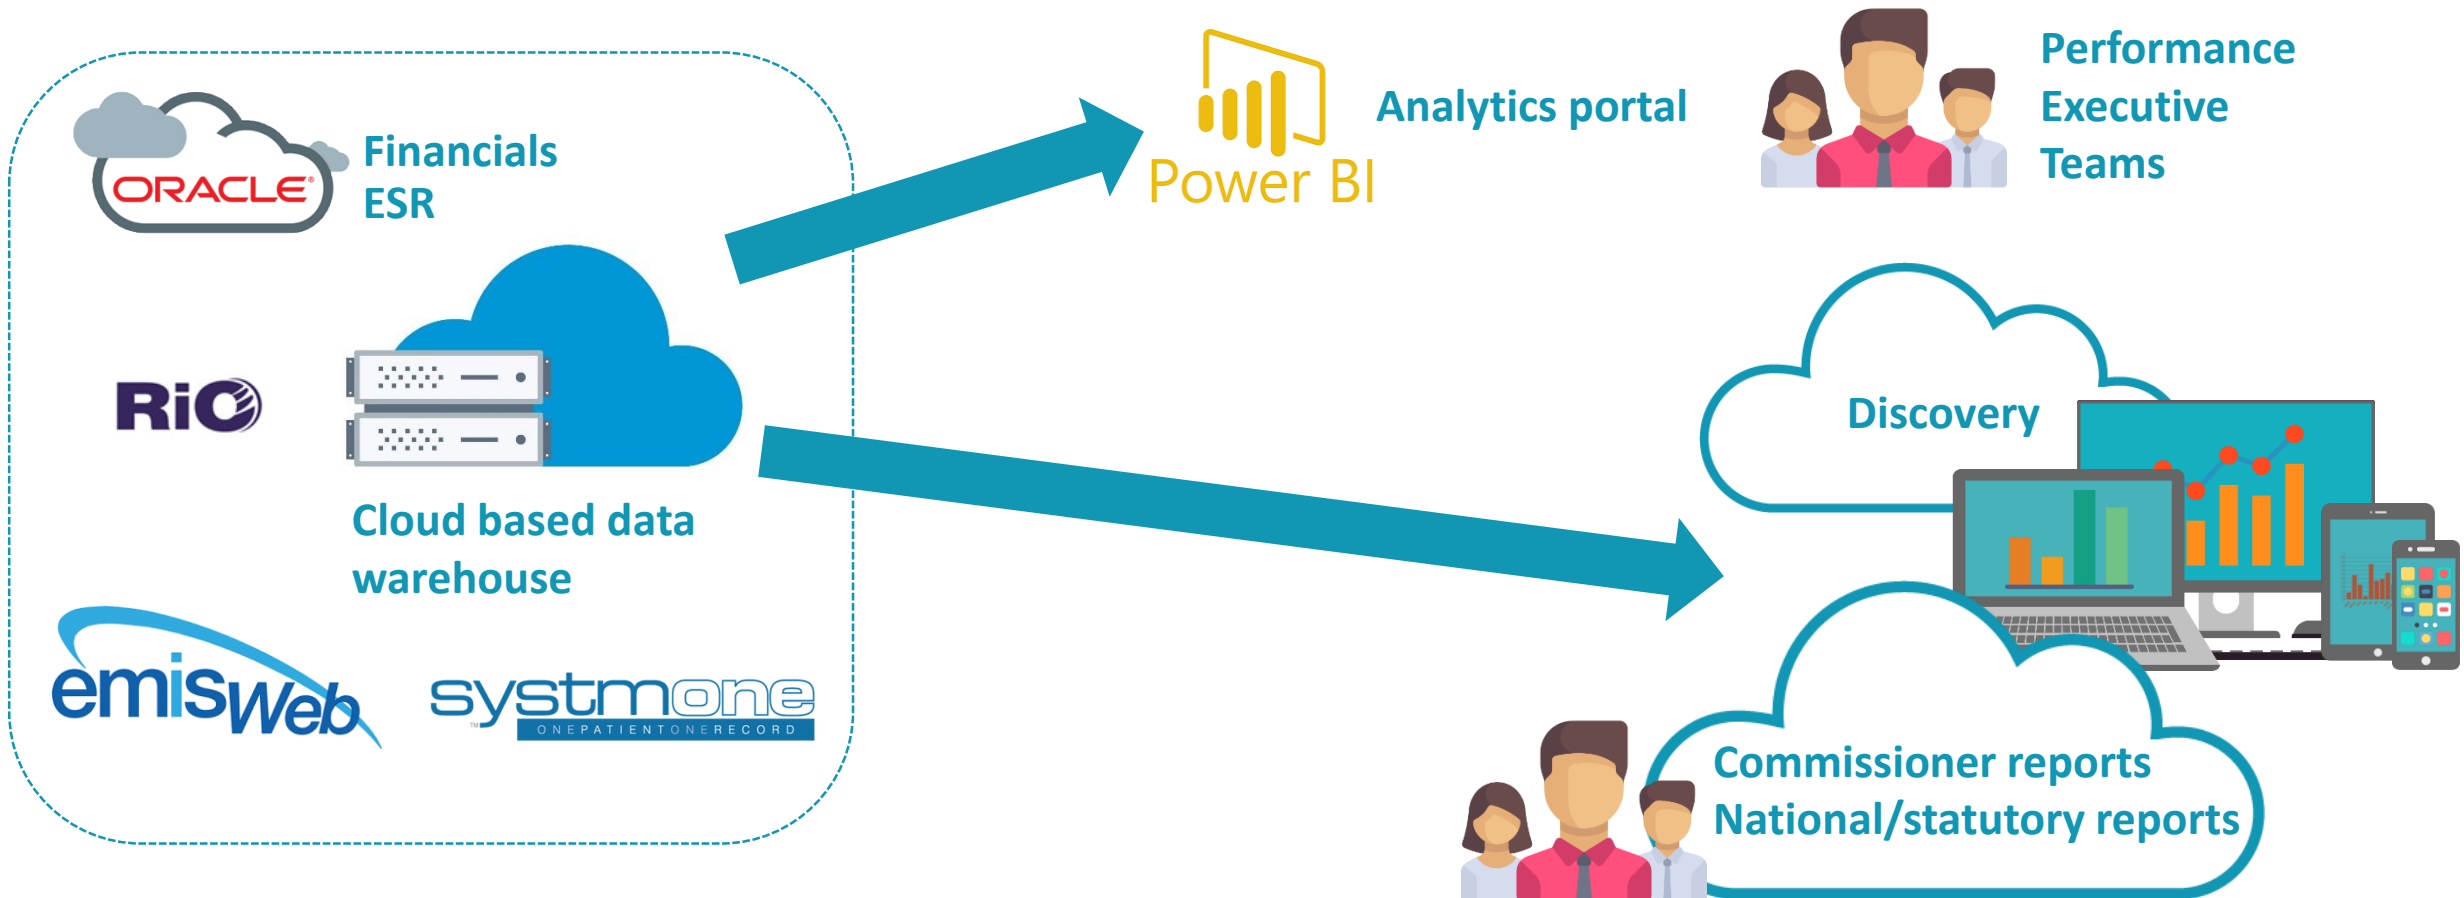 ORACLE®
Financials
ESR
RiO
Cloud based data
warehouse
emisWeb
systmone
TM
ONEPATIENTONERECORD
Power BI
Analytics portal
Performance
Executive
Teams
Discovery
Commissioner reports
National/statutory reports